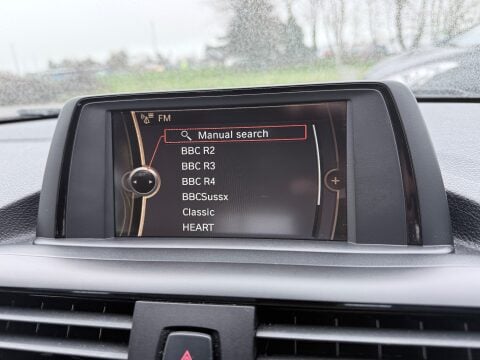 FM
Manual search
BBC R2
BBC R3
BBC R4
BBCSussx
Classic
HEART